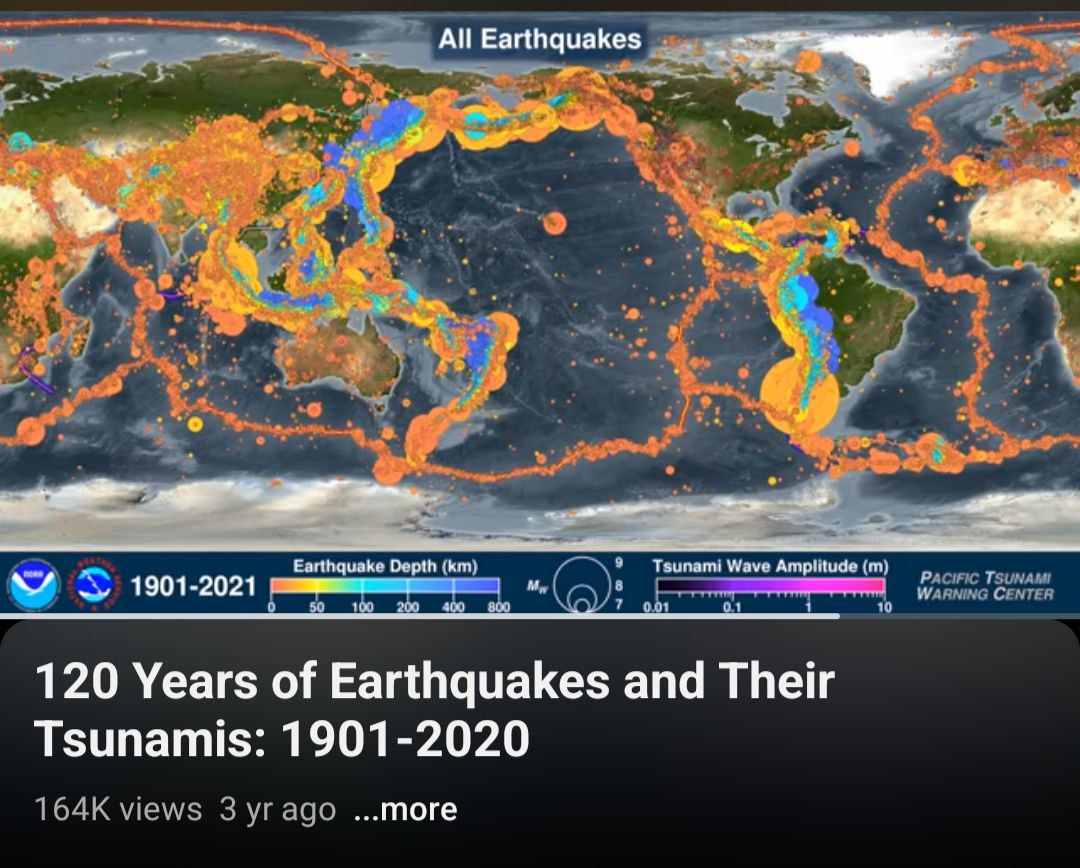 All Earthquakes
NOAA
1901-2021
Earthquake Depth (km)
0 50 100 200 400 800
Mw
9
8
7
Tsunami Wave Amplitude (m)
0.01 0.1 1 10
PACIFIC TSUNAMI
WARNING CENTER
120 Years of Earthquakes and Their
Tsunamis: 1901-2020
164K views 3 yr ago ...more